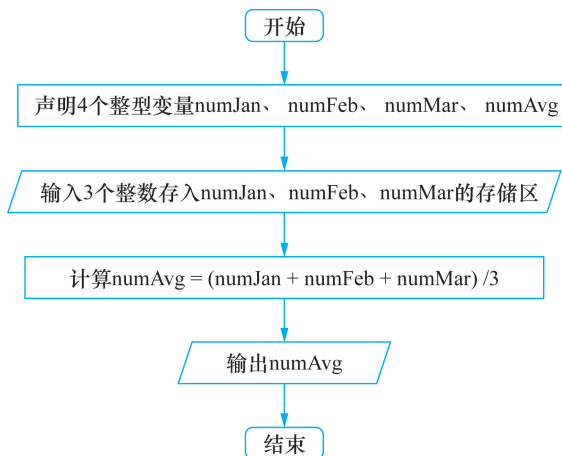 开始
声明4个整型变量numJan、 numFeb、 numMar、 numAvg
输入3个整数存入numJan、numFeb、numMar的存储区
计算numAvg = (numJan + numFeb + numMar) /3
输出numAvg
结束